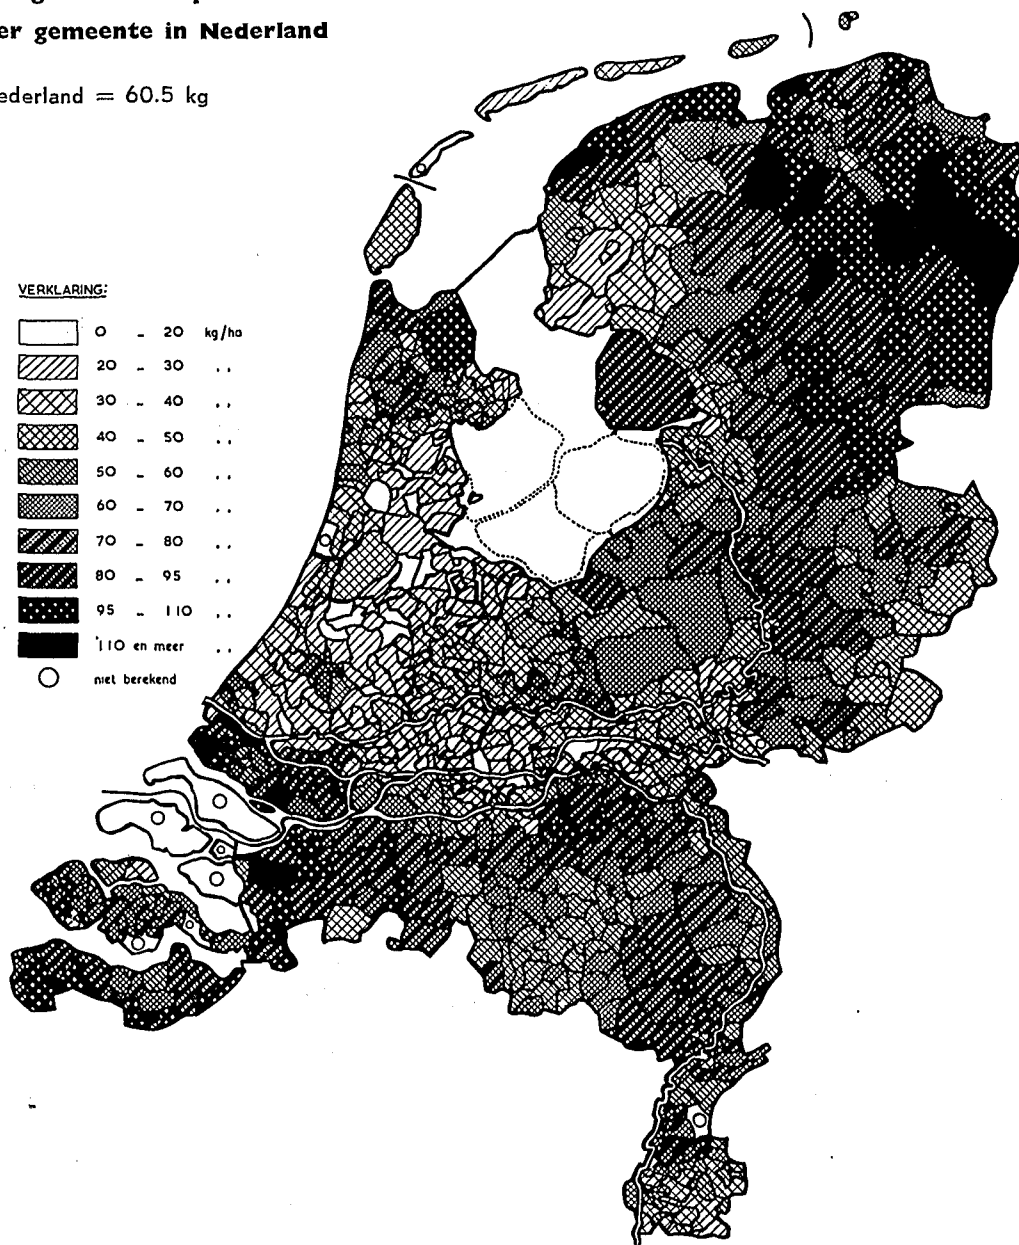 er gemeente in Nederland
ederland = 60.5 kg
VERKLARING:
0 - 20 kg/ha
20 - 30 ..
30 - 40 ..
40 - 50 ..
50 - 60 ..
60 - 70 ..
70 - 80 ..
80 - 95 ..
95 - 110 ..
110 en meer ..
niet berekend